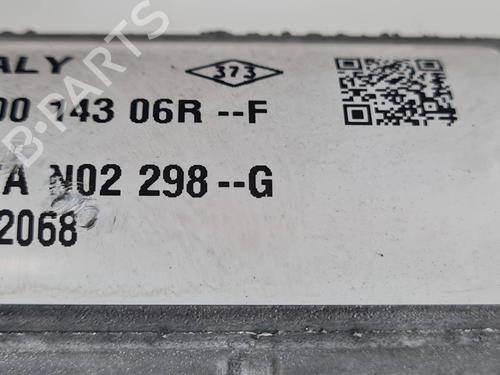 ALY 373
00 143 06R --F
A N02 298--G
2068
B-Parts